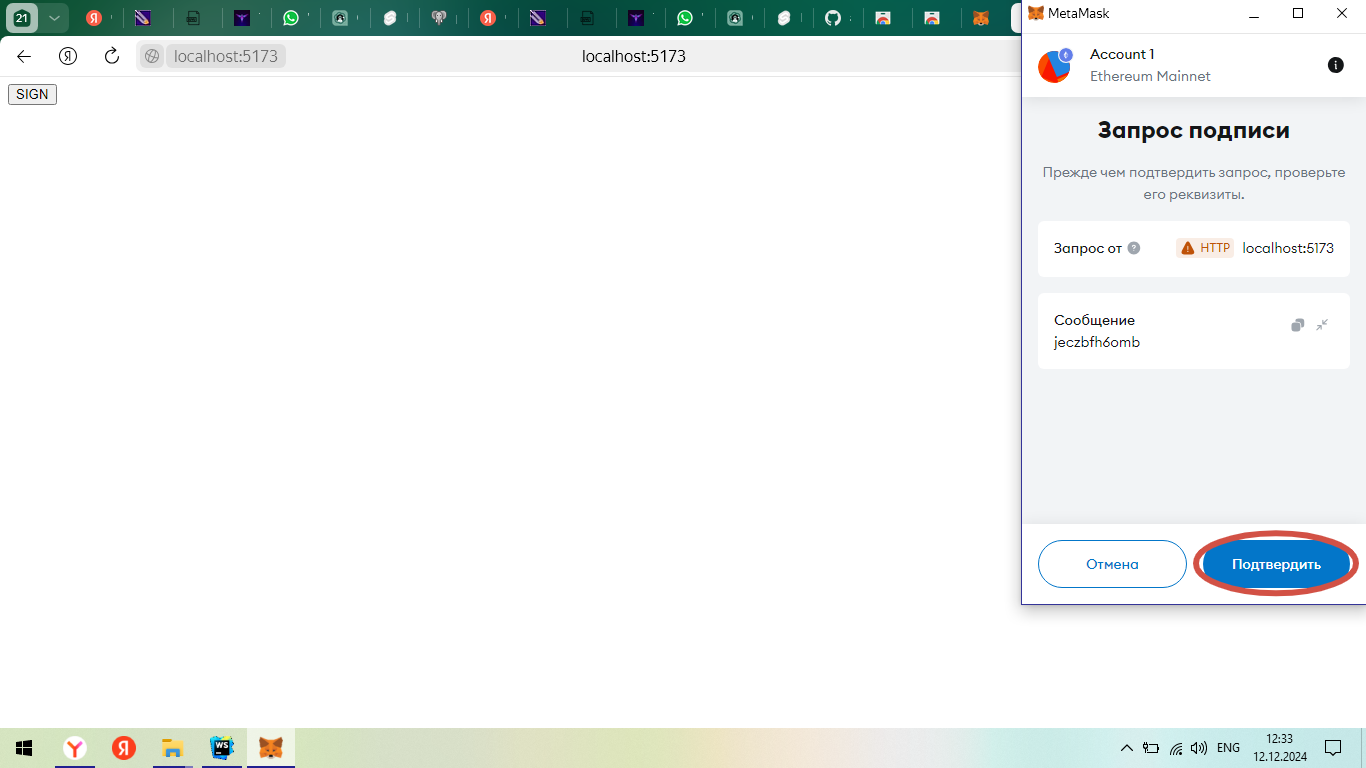 21
MetaMask
localhost:5173
localhost:5173
Account 1
Ethereum Mainnet
SIGN
Запрос подписи
Прежде чем подтвердить запрос, проверьте
его реквизиты.
Запрос от
HTTP
localhost:5173
Сообщение
jeczbfh6omb
Отмена
Подтвердить
WS
ENG
12:33
12.12.2024